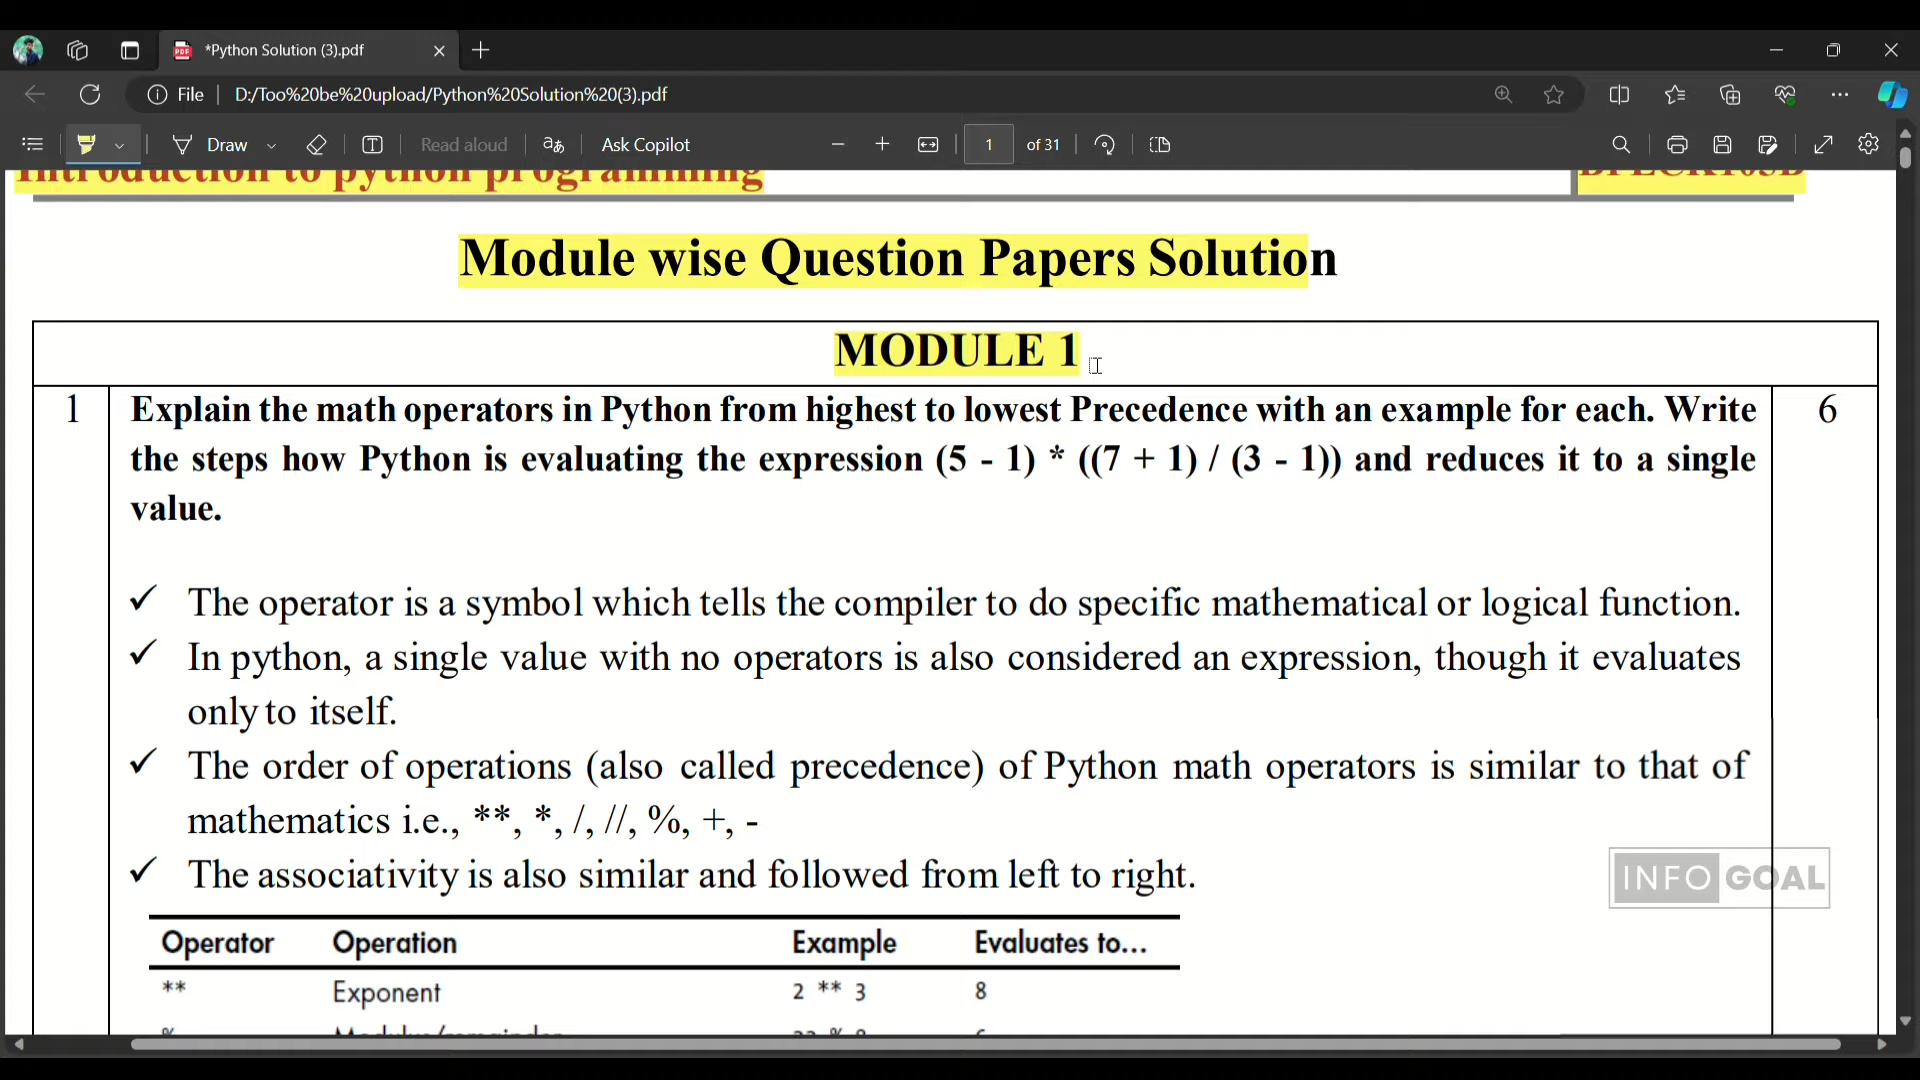 *Python Solution (3).pdf
File
D:/Too%20be%20upload/Python%20Solution%20(3).pdf
Draw
Read aloud
Ask Copilot
1
of 31
Introduction to python programming
Module wise Question Papers Solution
MODULE 1
1
Explain the math operators in Python from highest to lowest Precedence with an example for each. Write
6
the steps how Python is evaluating the expression (5 - 1) * ((7 + 1) / (3 - 1)) and reduces it to a single
value.
✓ The operator is a symbol which tells the compiler to do specific mathematical or logical function.
✓ In python, a single value with no operators is also considered an expression, though it evaluates
only to itself.
✓ The order of operations (also called precedence) of Python math operators is similar to that of
mathematics i.e., **, *, /, //, %, +, -
✓ The associativity is also similar and followed from left to right.
INFO GOAL
Operator Operation Example Evaluates to...
** Exponent 2 ** 3 8